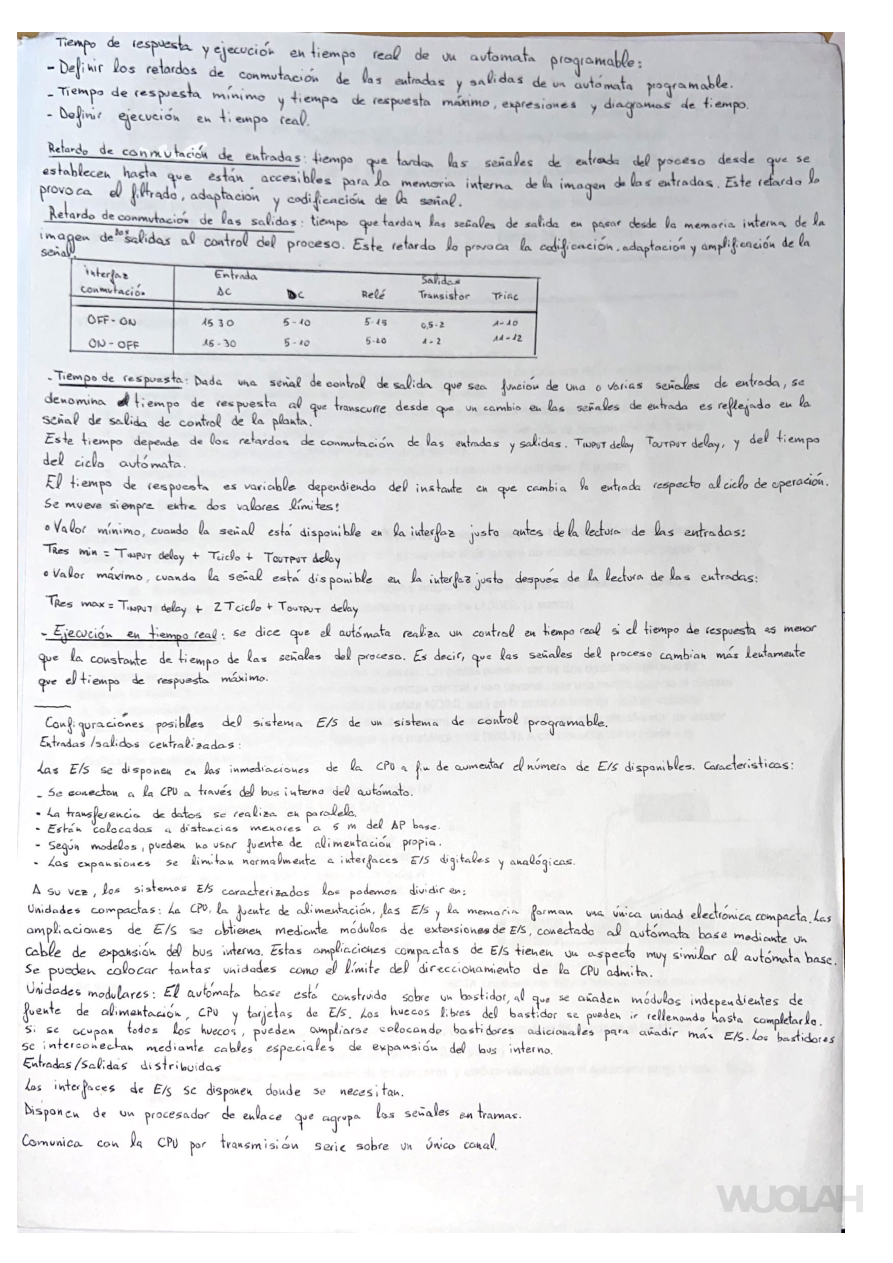 Tiempo de respuesta y ejecución en tiempo real de un automata programable:
- Definir los retardos de conmutación de las entradas y salidas de un autómata programable.
- Tiempo de respuesta mínimo y tiempo de respuesta máximo, expresiones y diagramas de tiempo.
- Definir ejecución en tiempo real.
Retardo de conmutación de entradas: tiempo que tardan las señales de entrada del proceso desde que se
establecen hasta que están accesibles para la memoria interna de la imagen de las entradas. Este retardo lo
provoca el filtrado, adaptación y codificación de la señal.
Retardo de conmutación de las salidas: tiempo que tardan las señales de salida en pasar desde la memoria interna de la
imagen de las salidas al control del proceso. Este retardo lo provoca la codificación, adaptación y amplificación de la
señal.
interfaz Entrada Salidas
conmutación AC DC Relé Transistor Triac
OFF-ON 15 30 5-10 5-15 0,5-2 1-10
ON-OFF 15-30 5-10 5-20 1-2 11-12
- Tiempo de respuesta: Dada una señal de control de salida que sea función de una o varias señales de entrada, se
denomina tiempo de respuesta al que transcurre desde que un cambio en las señales de entrada es reflejado en la
señal de salida de control de la planta.
Este tiempo depende de los retardos de conmutación de las entradas y salidas. TINPUT delay TOUTPUT delay, y del tiempo
del ciclo autómata.
El tiempo de respuesta es variable dependiendo del instante en que cambia la entrada respecto al ciclo de operación.
Se mueve siempre entre dos valores límites:
• Valor mínimo, cuando la señal está disponible en la interfaz justo antes de la lectura de las entradas:
TRes min = TINPUT delay + Tciclo + TOUTPUT delay
• Valor máximo, cuando la señal está disponible en la interfaz justo después de la lectura de las entradas:
TRes max = TINPUT delay + 2 Tciclo + TOUTPUT delay
- Ejecución en tiempo real: se dice que el autómata realiza un control en tiempo real si el tiempo de respuesta es menor
que la constante de tiempo de las señales del proceso. Es decir, que las señales del proceso cambian más lentamente
que el tiempo de respuesta máximo.
Configuraciones posibles del sistema E/S de un sistema de control programable.
Entradas/salidas centralizadas:
Las E/S se disponen en las inmediaciones de la CPU a fin de aumentar el número de E/S disponibles. Caracteristicas:
- Se conectan a la CPU a través del bus interno del autómato.
- La transferencia de datos se realiza en paralelo.
- Están colocadas a distancias menores a 5 m del AP base.
- Según modelos, pueden no usar fuente de alimentación propia.
- Las expansiones se limitan normalmente a interfaces E/S digitales y analógicas.
A su vez, los sistemas E/S caracterizados los podemos dividir en:
Unidades compactas: La CPU, la fuente de alimentación, las E/S y la memoria forman una única unidad electrónica compacta. Las
ampliaciones de E/S se obtienen mediante módulos de extensiones de E/S, conectado al autómata base mediante un
cable de expansión del bus interno. Estas ampliaciones compactas de E/S tienen un aspecto muy similar al autómata base.
Se pueden colocar tantas unidades como el límite del direccionamiento de la CPU admita.
Unidades modulares: El autómata base está construido sobre un bastidor, al que se añaden módulos independientes de
fuente de alimentación, CPU y tarjetas de E/S. Los huecos libres del bastidor se pueden ir rellenando hasta completarlo.
Si se ocupan todos los huecos, pueden ampliarse colocando bastidores adicionales para añadir más E/S. Los bastidores
se interconectan mediante cables especiales de expansión del bus interno.
Entradas/Salidas distribuidas
Los interfaces de E/S se disponen donde se necesitan.
Disponen de un procesador de enlace que agrupa las señales en tramas.
Comunica con la CPU por transmisión serie sobre un único canal.
WUOLAH